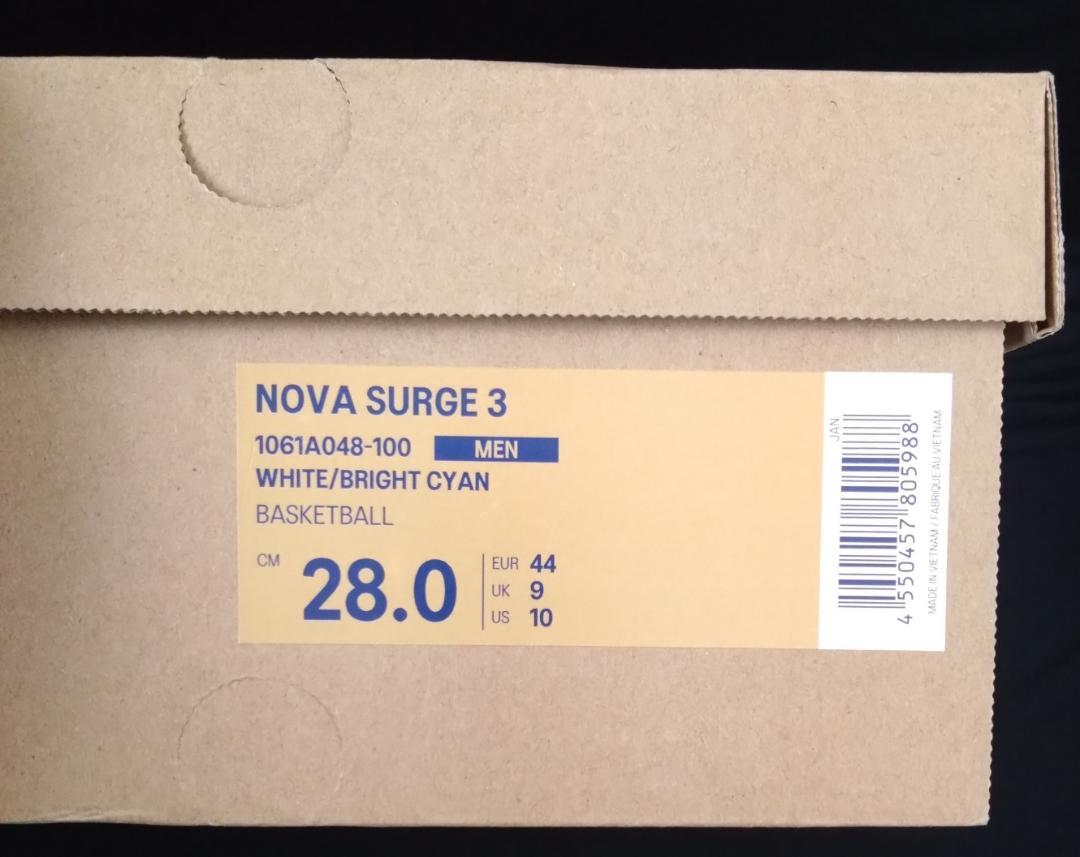 NOVA SURGE 3
1061A048-100 MEN
WHITE/BRIGHT CYAN
BASKETBALL
CM 28.0
EUR 44
UK 9
US 10
JAN
4 550457 805988
MADE IN VIETNAM / FABRIQUE AU VIETNAM